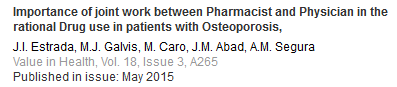 Importance of joint work between Pharmacist and Physician in the
rational Drug use in patients with Osteoporosis,
J.I. Estrada, M.J. Galvis, M. Caro, J.M. Abad, A.M. Segura
Value in Health, Vol. 18, Issue 3, A265
Published in issue: May 2015